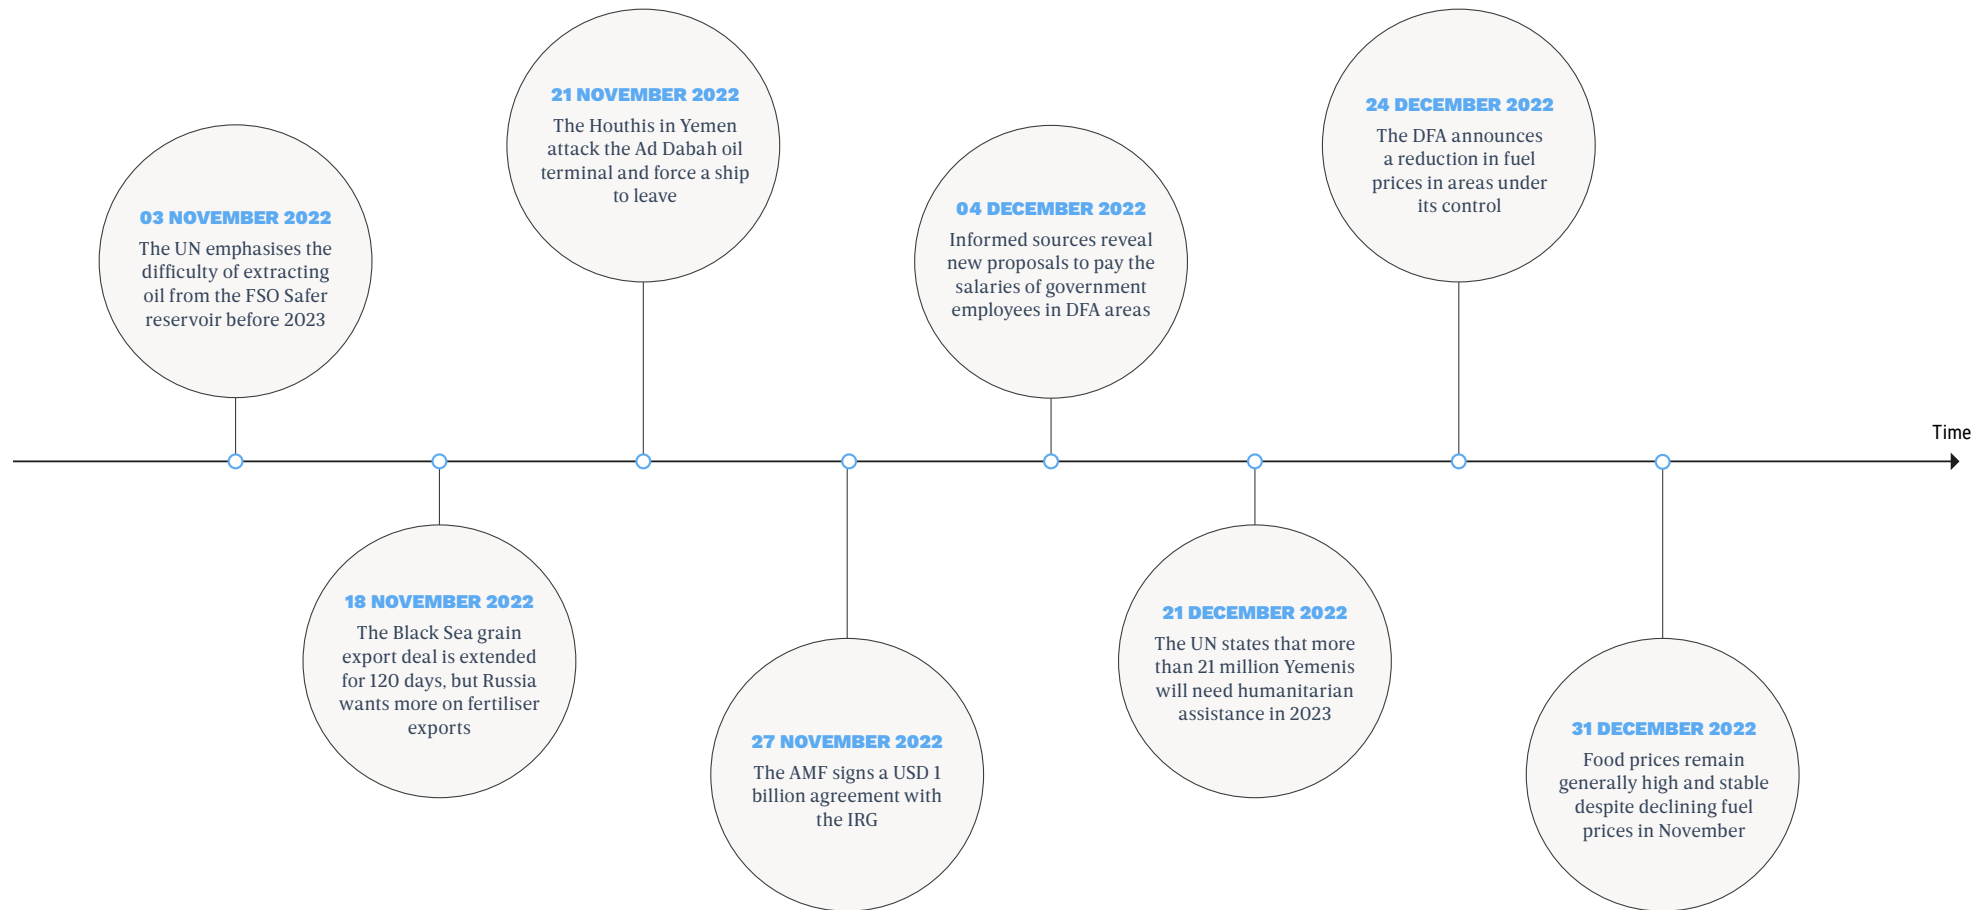 03 NOVEMBER 2022
The UN emphasises the
difficulty of extracting
oil from the FSO Safer
reservoir before 2023
18 NOVEMBER 2022
The Black Sea grain
export deal is extended
for 120 days, but Russia
wants more on fertiliser
exports
21 NOVEMBER 2022
The Houthis in Yemen
attack the Ad Dabah oil
terminal and force a ship
to leave
27 NOVEMBER 2022
The AMF signs a USD 1
billion agreement with
the IRG
04 DECEMBER 2022
Informed sources reveal
new proposals to pay the
salaries of government
employees in DFA areas
21 DECEMBER 2022
The UN states that more
than 21 million Yemenis
will need humanitarian
assistance in 2023
24 DECEMBER 2022
The DFA announces
a reduction in fuel
prices in areas under
its control
31 DECEMBER 2022
Food prices remain
generally high and stable
despite declining fuel
prices in November
Time